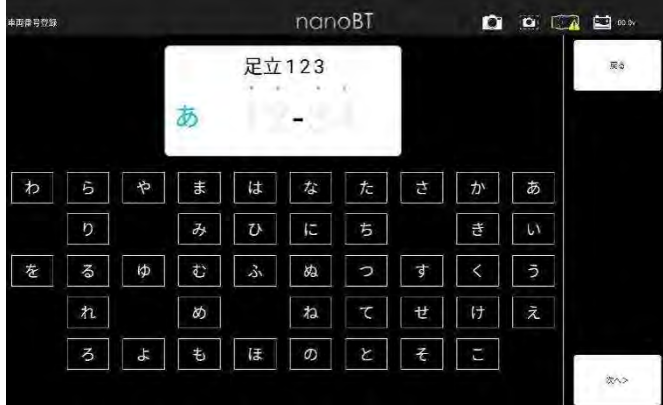 車両番号登録
nanoBT
00.0v
足立123
あ -
戻る
わ ら や ま は な た さ か あ
り み ひ に ち き い
を る ゆ む ふ ぬ つ す く う
れ め ね て せ け え
ろ よ も ほ の と そ こ
次へ>